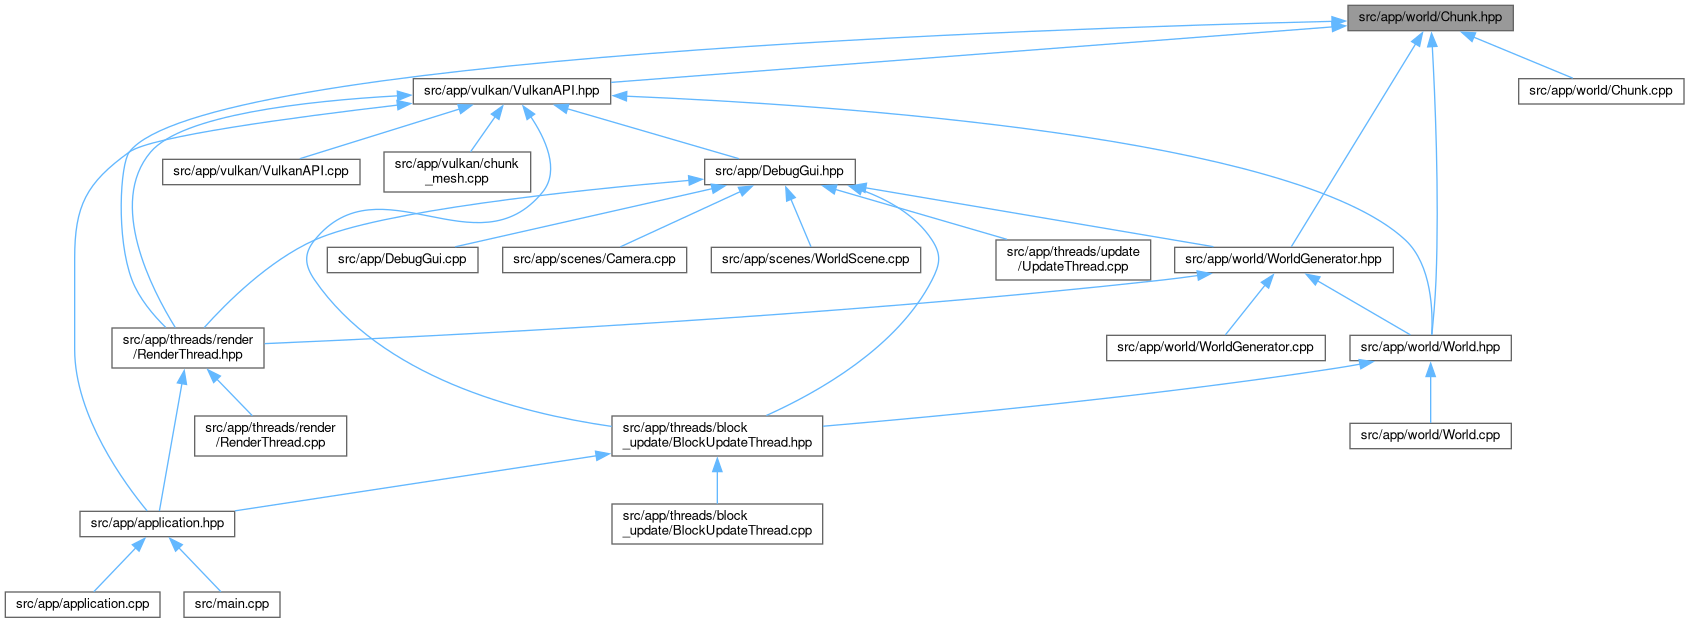 src/app/world/Chunk.hpp
src/app/vulkan/VulkanAPI.hpp
src/app/world/Chunk.cpp
src/app/vulkan/VulkanAPI.cpp
src/app/vulkan/chunk
_mesh.cpp
src/app/DebugGui.hpp
src/app/DebugGui.cpp
src/app/scenes/Camera.cpp
src/app/scenes/WorldScene.cpp
src/app/threads/update
/UpdateThread.cpp
src/app/world/WorldGenerator.hpp
src/app/threads/render
/RenderThread.hpp
src/app/world/WorldGenerator.cpp
src/app/world/World.hpp
src/app/threads/render
/RenderThread.cpp
src/app/threads/block
_update/BlockUpdateThread.hpp
src/app/world/World.cpp
src/app/application.hpp
src/app/threads/block
_update/BlockUpdateThread.cpp
src/app/application.cpp
src/main.cpp